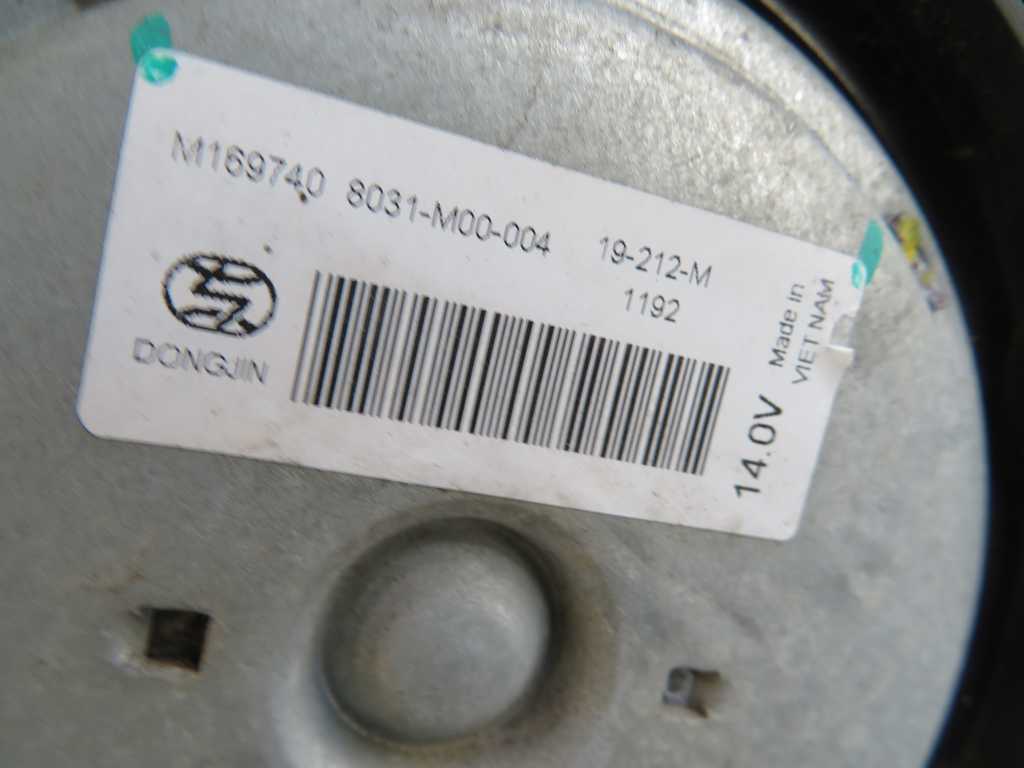 M169740 8031-M00-004 19-212-M
1192
DONGJIN
14.0V
Made in
VIET NAM